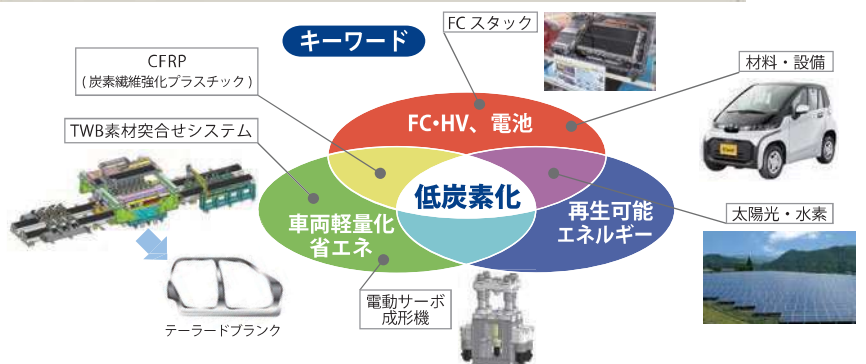 キーワード
FC スタック
CFRP
( 炭素繊維強化プラスチック )
材料・設備
FC・HV、電池
TWB素材突合せシステム
低炭素化
車両軽量化
省エネ
再生可能
エネルギー
太陽光・水素
電動サーボ
成形機
テーラードブランク